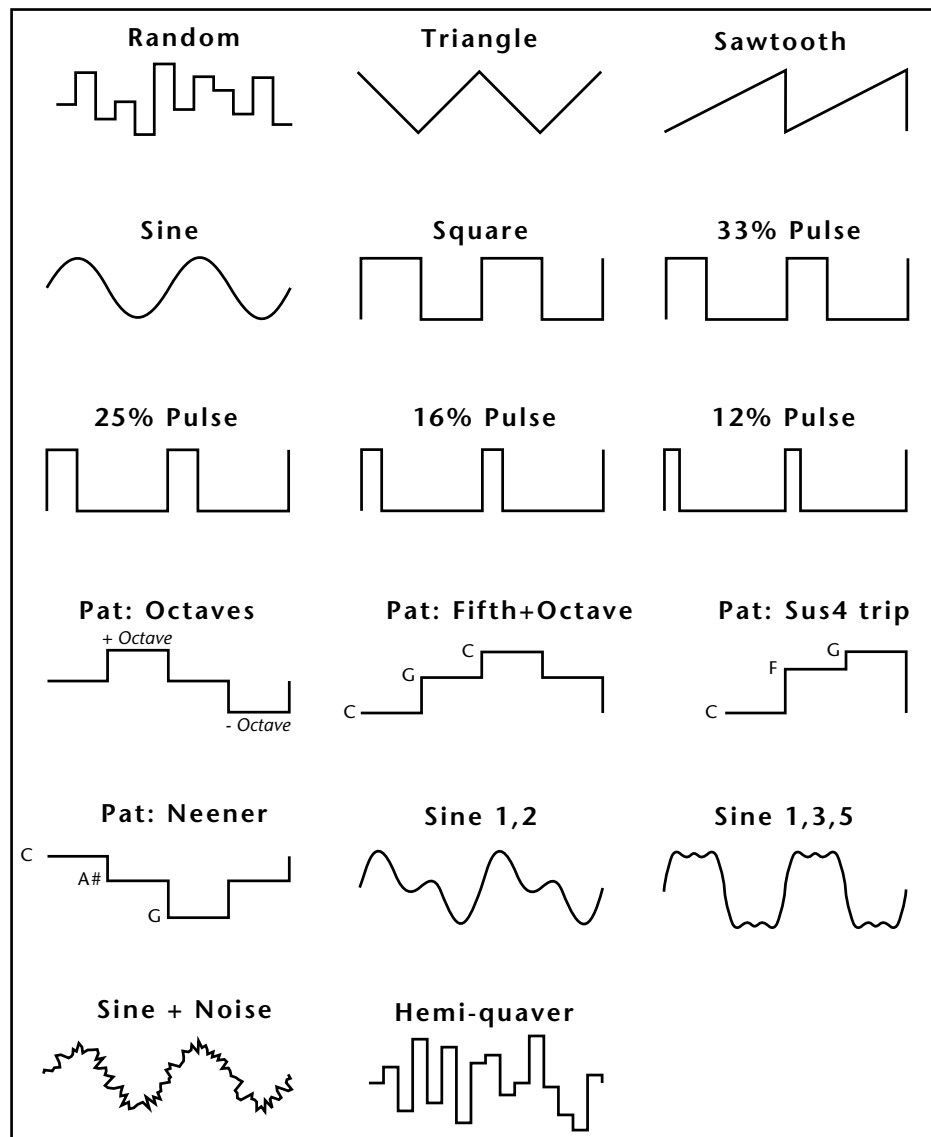 Random
Triangle
Sawtooth
Sine
Square
33% Pulse
25% Pulse
16% Pulse
12% Pulse
Pat: Octaves
+ Octave
- Octave
Pat: Fifth+Octave
C
G
C
Pat: Sus4 trip
G
F
C
Pat: Neener
C
A#
G
Sine 1,2
Sine 1,3,5
Sine + Noise
Hemi-quaver